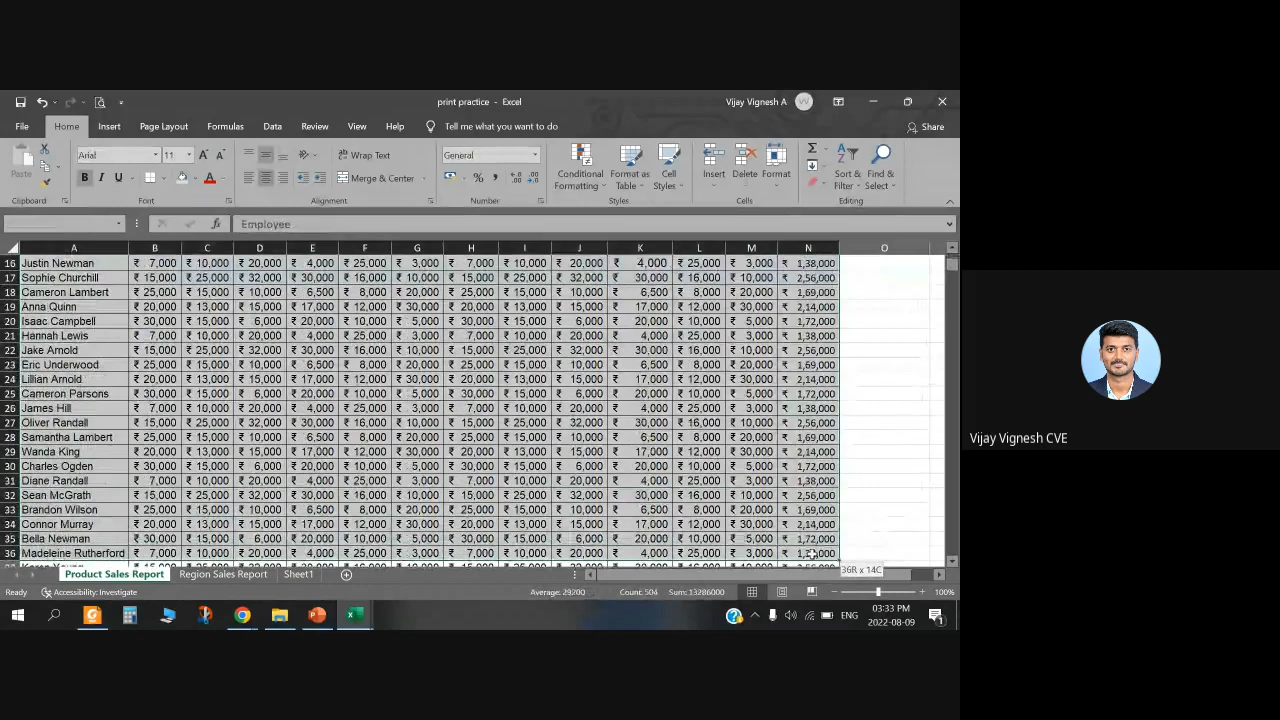 print practice - Excel
Vijay Vignesh A
VV
File Home Insert Page Layout Formulas Data Review View Help Tell me what you want to do Share
Paste Arial 11 A A Wrap Text General Conditional Formatting Format as Table Cell Styles Insert Delete Format Sort & Filter Find & Select
B I U A Merge & Center % ,
Clipboard Font Alignment Number Styles Cells Editing
fx Employee
A B C D E F G H I J K L M N O
16 Justin Newman ₹ 7,000 ₹ 10,000 ₹ 20,000 ₹ 4,000 ₹ 25,000 ₹ 3,000 ₹ 7,000 ₹ 10,000 ₹ 20,000 ₹ 4,000 ₹ 25,000 ₹ 3,000 ₹ 1,38,000
17 Sophie Churchill ₹ 15,000 ₹ 25,000 ₹ 32,000 ₹ 30,000 ₹ 16,000 ₹ 10,000 ₹ 15,000 ₹ 25,000 ₹ 32,000 ₹ 30,000 ₹ 16,000 ₹ 10,000 ₹ 2,56,000
18 Cameron Lambert ₹ 25,000 ₹ 15,000 ₹ 10,000 ₹ 6,500 ₹ 8,000 ₹ 20,000 ₹ 25,000 ₹ 15,000 ₹ 10,000 ₹ 6,500 ₹ 8,000 ₹ 20,000 ₹ 1,69,000
19 Anna Quinn ₹ 20,000 ₹ 13,000 ₹ 15,000 ₹ 17,000 ₹ 12,000 ₹ 30,000 ₹ 20,000 ₹ 13,000 ₹ 15,000 ₹ 17,000 ₹ 12,000 ₹ 30,000 ₹ 2,14,000
20 Isaac Campbell ₹ 30,000 ₹ 15,000 ₹ 6,000 ₹ 20,000 ₹ 10,000 ₹ 5,000 ₹ 30,000 ₹ 15,000 ₹ 6,000 ₹ 20,000 ₹ 10,000 ₹ 5,000 ₹ 1,72,000
21 Hannah Lewis ₹ 7,000 ₹ 10,000 ₹ 20,000 ₹ 4,000 ₹ 25,000 ₹ 3,000 ₹ 7,000 ₹ 10,000 ₹ 20,000 ₹ 4,000 ₹ 25,000 ₹ 3,000 ₹ 1,38,000
22 Jake Arnold ₹ 15,000 ₹ 25,000 ₹ 32,000 ₹ 30,000 ₹ 16,000 ₹ 10,000 ₹ 15,000 ₹ 25,000 ₹ 32,000 ₹ 30,000 ₹ 16,000 ₹ 10,000 ₹ 2,56,000
23 Eric Underwood ₹ 25,000 ₹ 15,000 ₹ 10,000 ₹ 6,500 ₹ 8,000 ₹ 20,000 ₹ 25,000 ₹ 15,000 ₹ 10,000 ₹ 6,500 ₹ 8,000 ₹ 20,000 ₹ 1,69,000
24 Lillian Arnold ₹ 20,000 ₹ 13,000 ₹ 15,000 ₹ 17,000 ₹ 12,000 ₹ 30,000 ₹ 20,000 ₹ 13,000 ₹ 15,000 ₹ 17,000 ₹ 12,000 ₹ 30,000 ₹ 2,14,000
25 Cameron Parsons ₹ 30,000 ₹ 15,000 ₹ 6,000 ₹ 20,000 ₹ 10,000 ₹ 5,000 ₹ 30,000 ₹ 15,000 ₹ 6,000 ₹ 20,000 ₹ 10,000 ₹ 5,000 ₹ 1,72,000
26 James Hill ₹ 7,000 ₹ 10,000 ₹ 20,000 ₹ 4,000 ₹ 25,000 ₹ 3,000 ₹ 7,000 ₹ 10,000 ₹ 20,000 ₹ 4,000 ₹ 25,000 ₹ 3,000 ₹ 1,38,000
27 Oliver Randall ₹ 15,000 ₹ 25,000 ₹ 32,000 ₹ 30,000 ₹ 16,000 ₹ 10,000 ₹ 15,000 ₹ 25,000 ₹ 32,000 ₹ 30,000 ₹ 16,000 ₹ 10,000 ₹ 2,56,000
28 Samantha Lambert ₹ 25,000 ₹ 15,000 ₹ 10,000 ₹ 6,500 ₹ 8,000 ₹ 20,000 ₹ 25,000 ₹ 15,000 ₹ 10,000 ₹ 6,500 ₹ 8,000 ₹ 20,000 ₹ 1,69,000
29 Wanda King ₹ 20,000 ₹ 13,000 ₹ 15,000 ₹ 17,000 ₹ 12,000 ₹ 30,000 ₹ 20,000 ₹ 13,000 ₹ 15,000 ₹ 17,000 ₹ 12,000 ₹ 30,000 ₹ 2,14,000
30 Charles Ogden ₹ 30,000 ₹ 15,000 ₹ 6,000 ₹ 20,000 ₹ 10,000 ₹ 5,000 ₹ 30,000 ₹ 15,000 ₹ 6,000 ₹ 20,000 ₹ 10,000 ₹ 5,000 ₹ 1,72,000
31 Diane Randall ₹ 7,000 ₹ 10,000 ₹ 20,000 ₹ 4,000 ₹ 25,000 ₹ 3,000 ₹ 7,000 ₹ 10,000 ₹ 20,000 ₹ 4,000 ₹ 25,000 ₹ 3,000 ₹ 1,38,000
32 Sean McGrath ₹ 15,000 ₹ 25,000 ₹ 32,000 ₹ 30,000 ₹ 16,000 ₹ 10,000 ₹ 15,000 ₹ 25,000 ₹ 32,000 ₹ 30,000 ₹ 16,000 ₹ 10,000 ₹ 2,56,000
33 Brandon Wilson ₹ 25,000 ₹ 15,000 ₹ 10,000 ₹ 6,500 ₹ 8,000 ₹ 20,000 ₹ 25,000 ₹ 15,000 ₹ 10,000 ₹ 6,500 ₹ 8,000 ₹ 20,000 ₹ 1,69,000
34 Connor Murray ₹ 20,000 ₹ 13,000 ₹ 15,000 ₹ 17,000 ₹ 12,000 ₹ 30,000 ₹ 20,000 ₹ 13,000 ₹ 15,000 ₹ 17,000 ₹ 12,000 ₹ 30,000 ₹ 2,14,000
35 Bella Newman ₹ 30,000 ₹ 15,000 ₹ 6,000 ₹ 20,000 ₹ 10,000 ₹ 5,000 ₹ 30,000 ₹ 15,000 ₹ 6,000 ₹ 20,000 ₹ 10,000 ₹ 5,000 ₹ 1,72,000
36 Madeleine Rutherford ₹ 7,000 ₹ 10,000 ₹ 20,000 ₹ 4,000 ₹ 25,000 ₹ 3,000 ₹ 7,000 ₹ 10,000 ₹ 20,000 ₹ 4,000 ₹ 25,000 ₹ 3,000 ₹
36R x 14C
Product Sales Report Region Sales Report Sheet1
Ready Accessibility: Investigate Average: 29200 Count: 504 Sum: 13286000 100%
ENG 03:33 PM
2022-08-09
Vijay Vignesh CVE